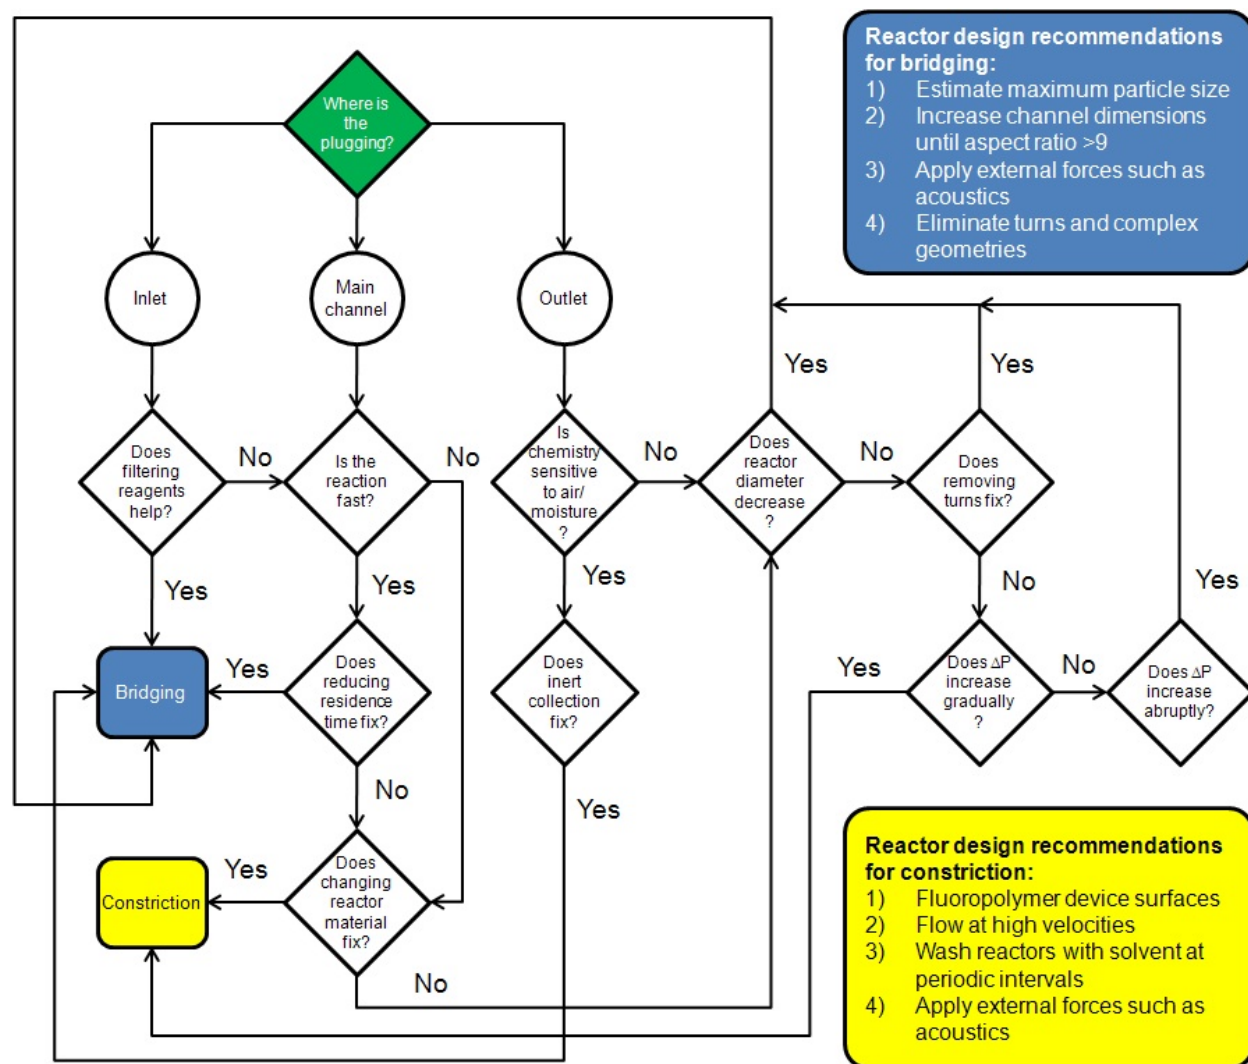 Where is
the
plugging?
Reactor design recommendations
for bridging:
1) Estimate maximum particle size
2) Increase channel dimensions
until aspect ratio >9
3) Apply external forces such as
acoustics
4) Eliminate turns and complex
geometries
Inlet
Main
channel
Outlet
Does
filtering
reagents
help?
No
Yes
Is the
reaction
fast?
No
Yes
Is
chemistry
sensitive
to air/
moisture
?
No
Yes
Does
reactor
diameter
decrease
?
Yes
No
Does
removing
turns fix?
Yes
No
Bridging
Yes
Does
reducing
residence
time fix?
No
Does
inert
collection
fix?
Yes
Yes
Does ΔP
increase
gradually
?
No
Does ΔP
increase
abruptly?
Yes
Constriction
Yes
Does
changing
reactor
material
fix?
No
Reactor design recommendations
for constriction:
1) Fluoropolymer device surfaces
2) Flow at high velocities
3) Wash reactors with solvent at
periodic intervals
4) Apply external forces such as
acoustics